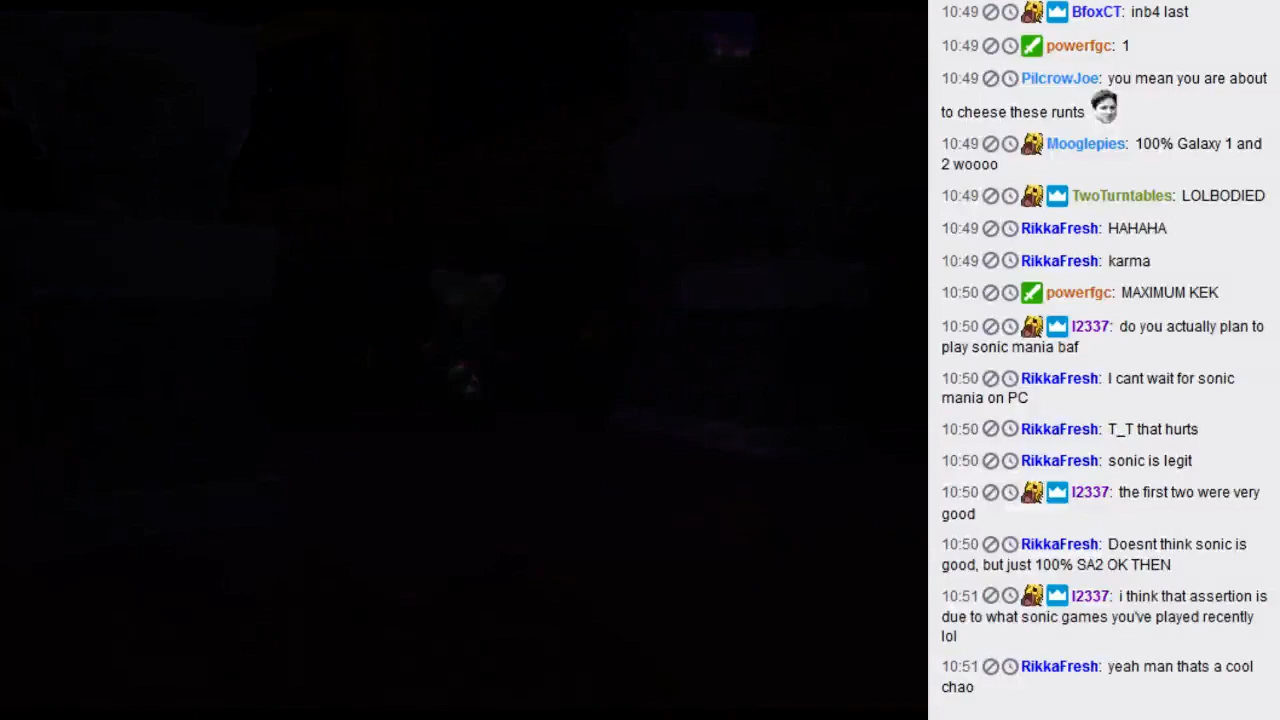 10:49 BfoxCT: inb4 last
10:49 powerfgc: 1
10:49 PilcrowJoe: you mean you are about
to cheese these runts
10:49 Mooglepies: 100% Galaxy 1 and
2 woooo
10:49 TwoTurntables: LOLBODIED
10:49 RikkaFresh: HAHAHA
10:49 RikkaFresh: karma
10:50 powerfgc: MAXIMUM KEK
10:50 I2337: do you actually plan to
play sonic mania baf
10:50 RikkaFresh: I cant wait for sonic
mania on PC
10:50 RikkaFresh: T_T that hurts
10:50 RikkaFresh: sonic is legit
10:50 I2337: the first two were very
good
10:50 RikkaFresh: Doesnt think sonic is
good, but just 100% SA2 OK THEN
10:51 I2337: i think that assertion is
due to what sonic games you've played recently
lol
10:51 RikkaFresh: yeah man thats a cool
chao